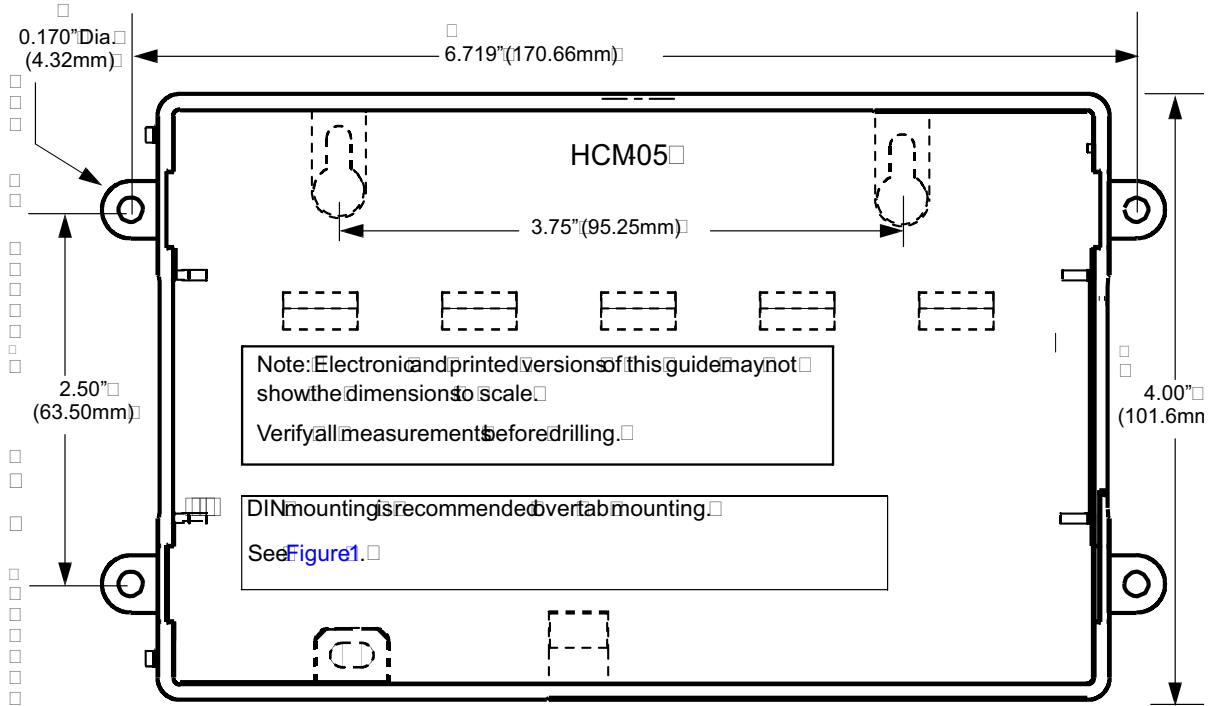 0.170” Dia.
(4.32mm)
6.719” (170.66mm)
HCM05
3.75” (95.25mm)
Note: Electronic and printed versions of this guide may not
show the dimensions to scale.
Verify all measurements before drilling.
2.50”
(63.50mm)
4.00”
(101.6mm
DIN mounting is recommended over tab mounting.
See Figure 1.